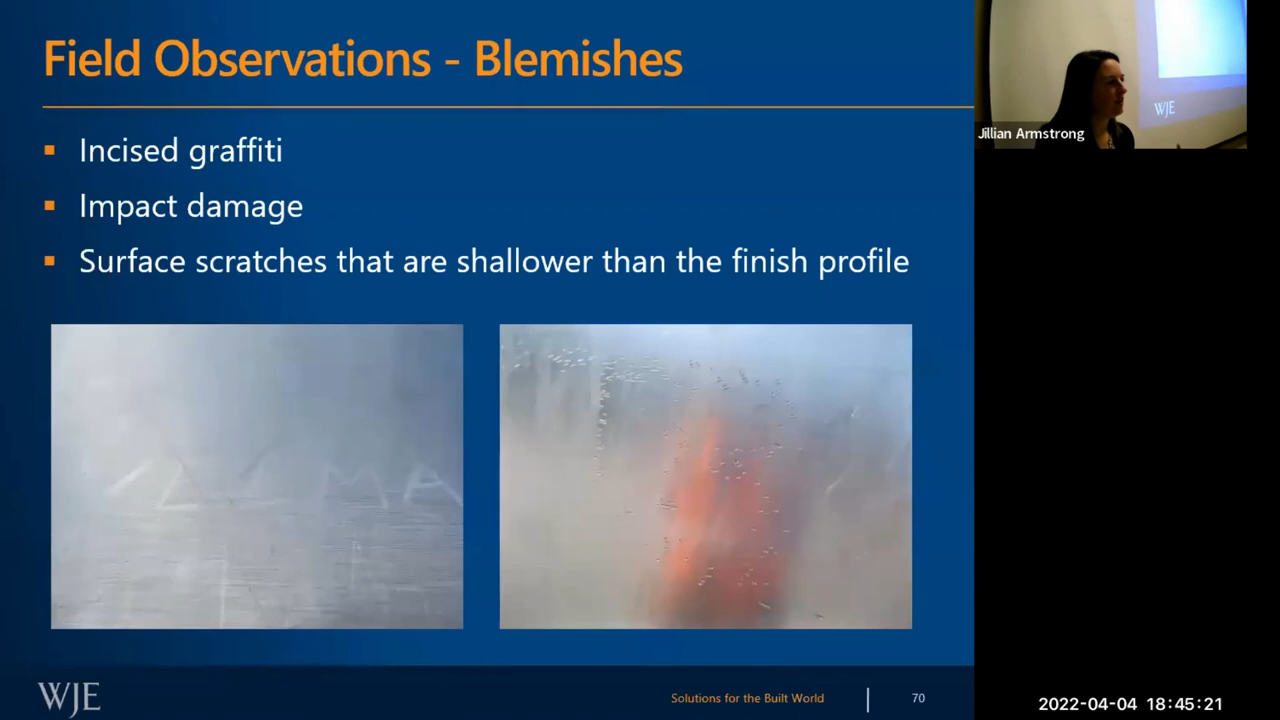 Field Observations - Blemishes
▪ Incised graffiti
▪ Impact damage
▪ Surface scratches that are shallower than the finish profile
WJE
Solutions for the Built World | 70
WJE
Jillian Armstrong
2022-04-04 18:45:21